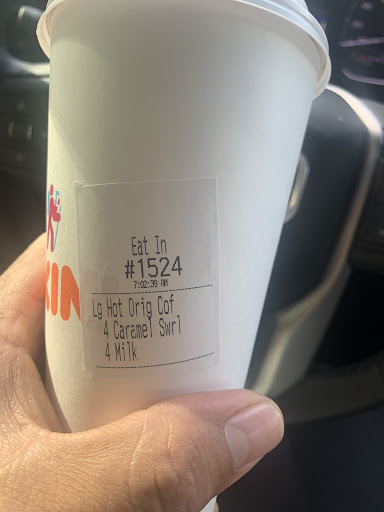 Eat In
#1524
7:02:39 AM
Lg Hot Orig Cof
4 Caramel Swrl
4 Milk
KIN